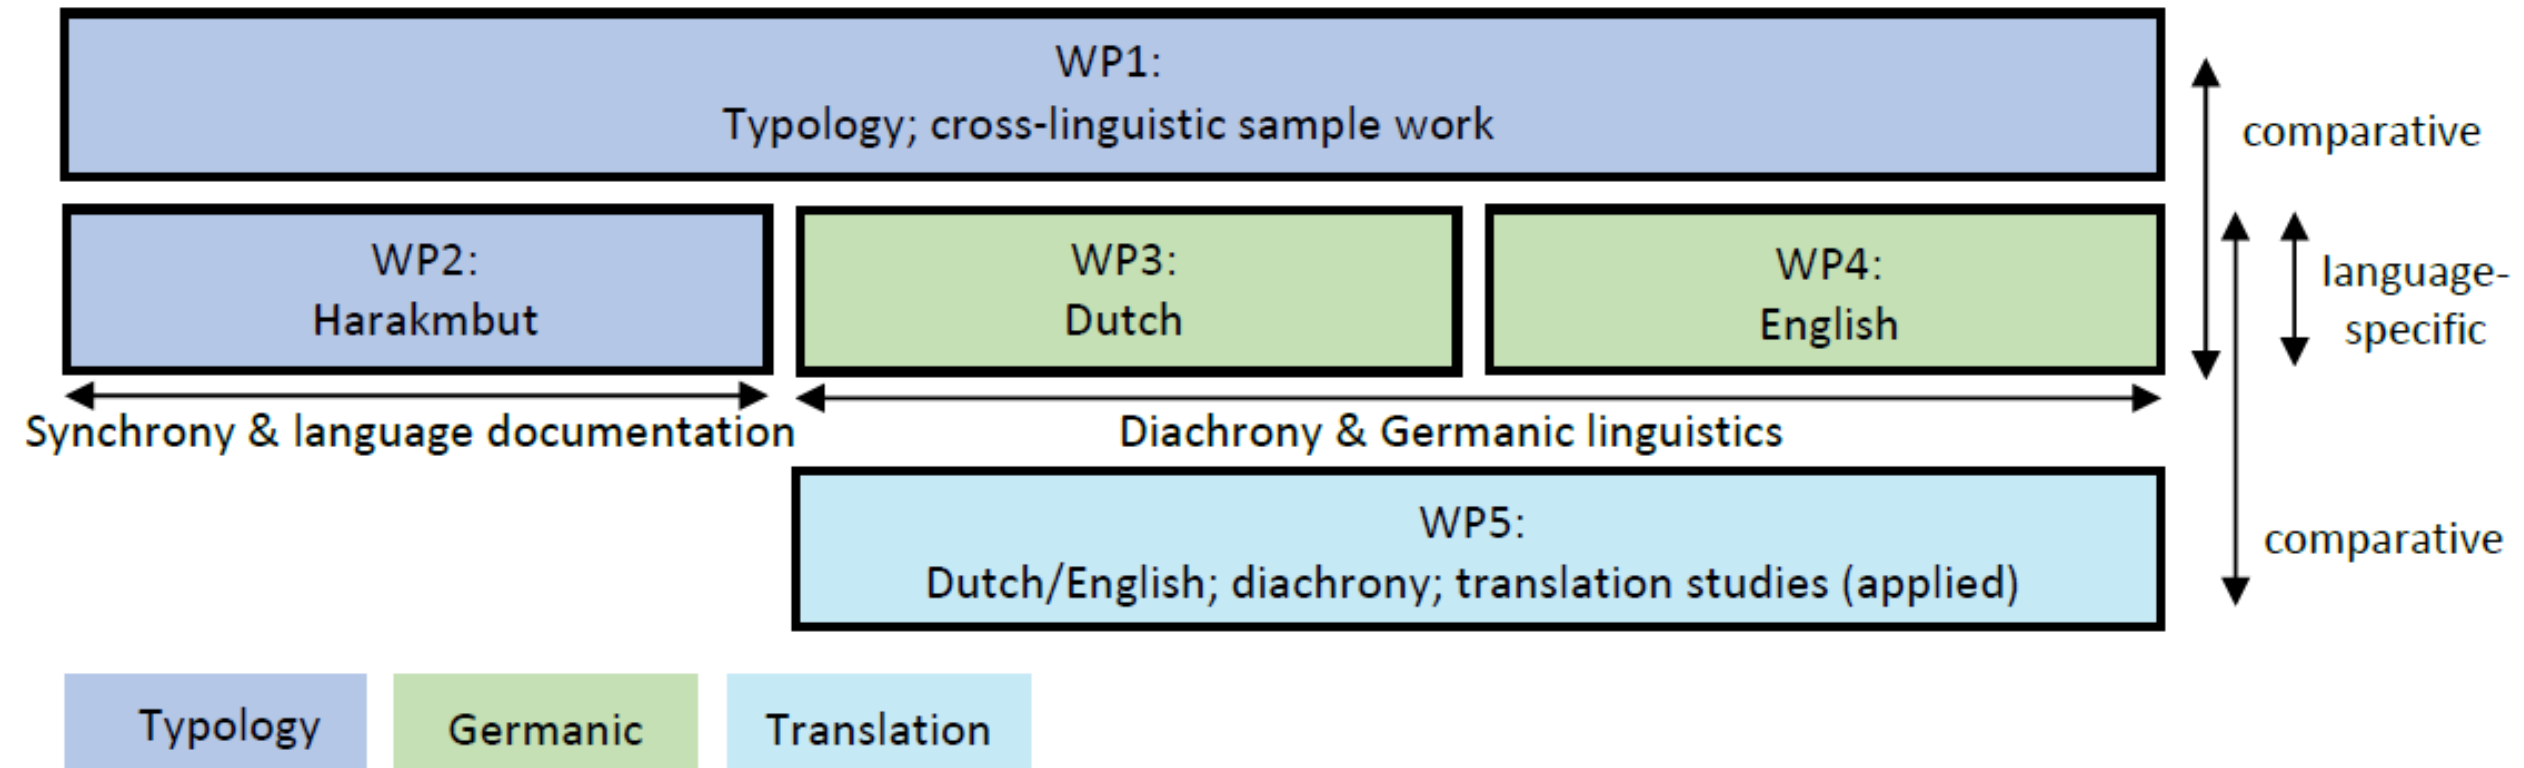 WP1:
Typology; cross-linguistic sample work
comparative
WP2:
Harakmbut
WP3:
Dutch
WP4:
English
language-
specific
Synchrony & language documentation
Diachrony & Germanic linguistics
WP5:
Dutch/English; diachrony; translation studies (applied)
comparative
Typology
Germanic
Translation